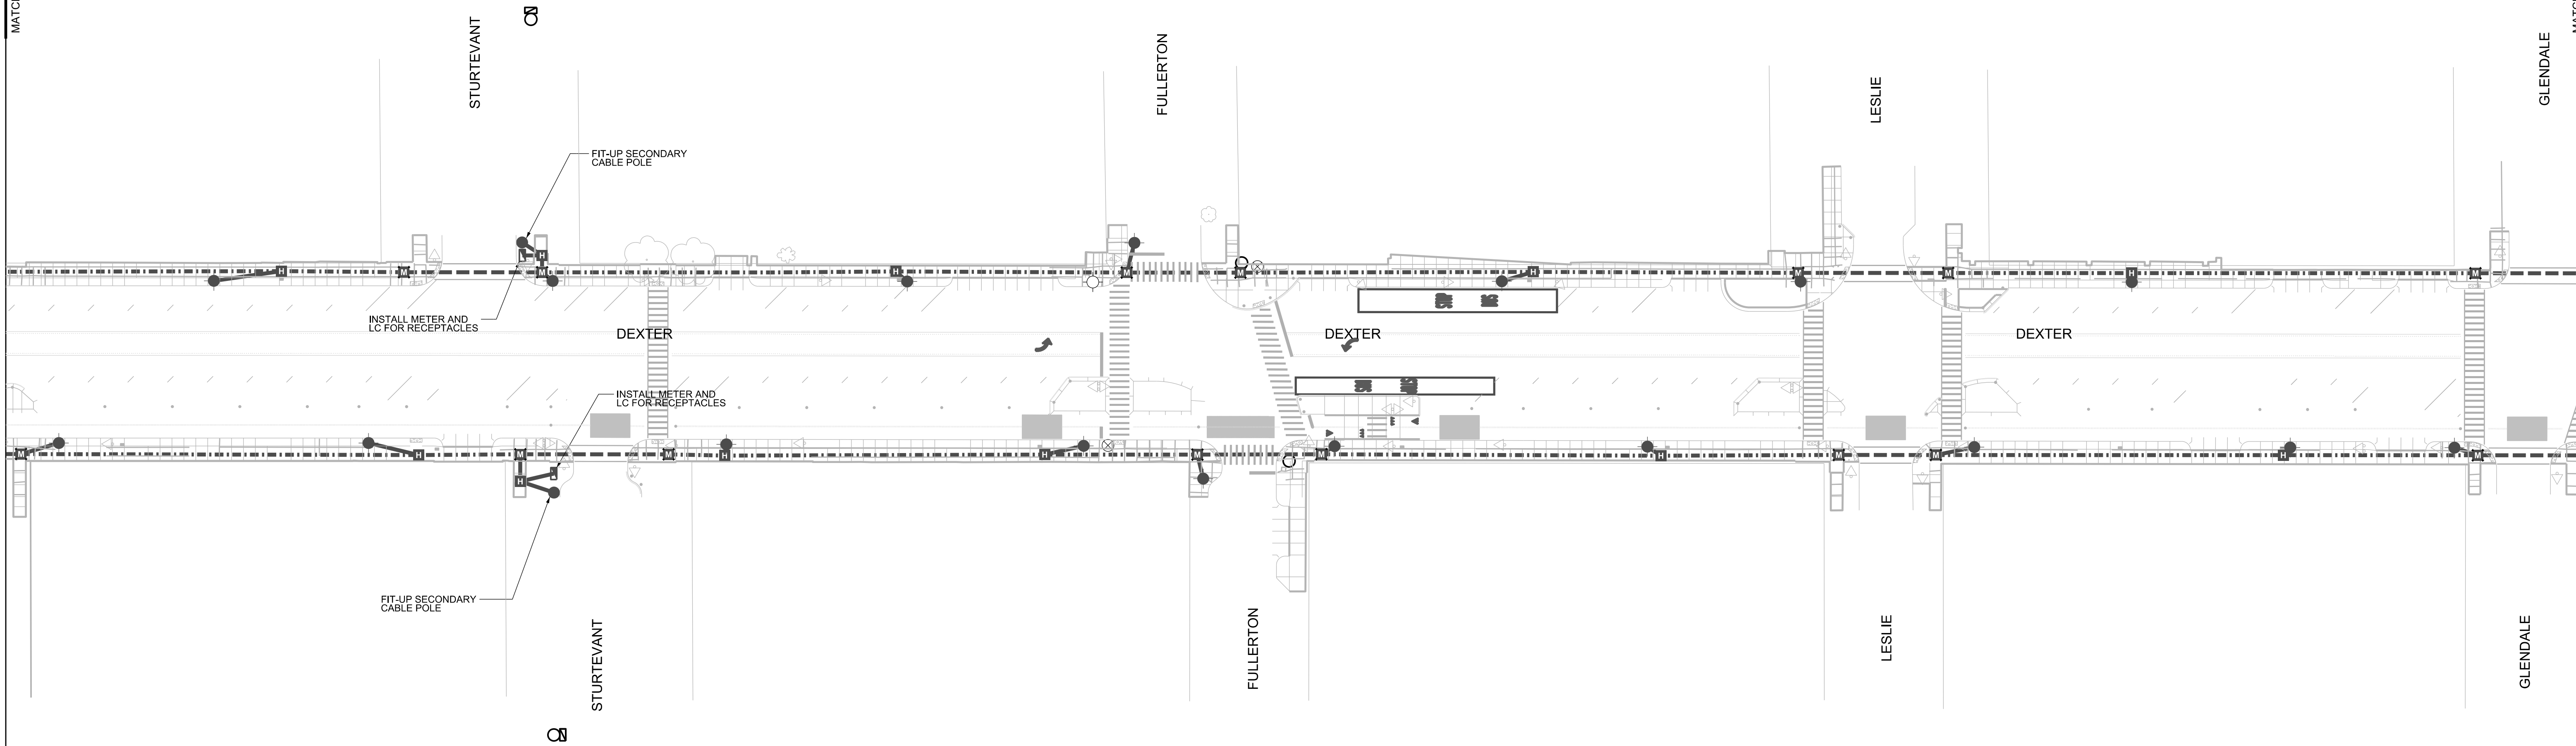 STURTEVANT
FULLERTON
LESLIE
GLENDALE
FIT-UP SECONDARY
CABLE POLE
H
M
H
M
H
M
M
H
M
M
H
M
INSTALL METER AND
LC FOR RECEPTACLES
DEXTER
DEXTER
DEXTER
INSTALL METER AND
LC FOR RECEPTACLES
M
H
M
M
H
H
M
M
H
M
M
H
M
H
FIT-UP SECONDARY
CABLE POLE
STURTEVANT
FULLERTON
LESLIE
GLENDALE